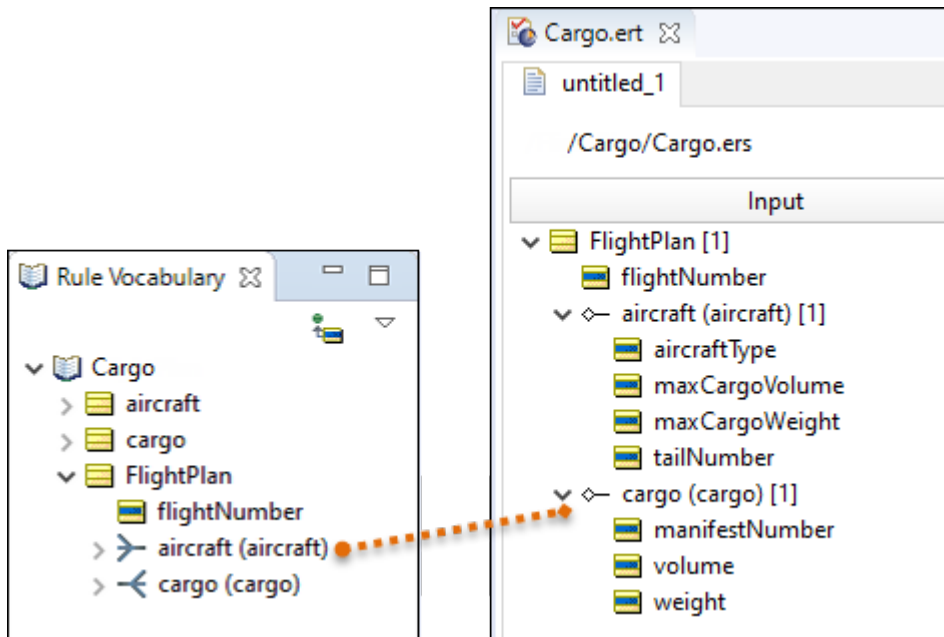 Rule Vocabulary
Cargo
aircraft
cargo
FlightPlan
flightNumber
aircraft (aircraft)
cargo (cargo)
Cargo.ert
untitled_1
/Cargo/Cargo.ers
Input
FlightPlan [1]
flightNumber
aircraft (aircraft) [1]
aircraftType
maxCargoVolume
maxCargoWeight
tailNumber
cargo (cargo) [1]
manifestNumber
volume
weight